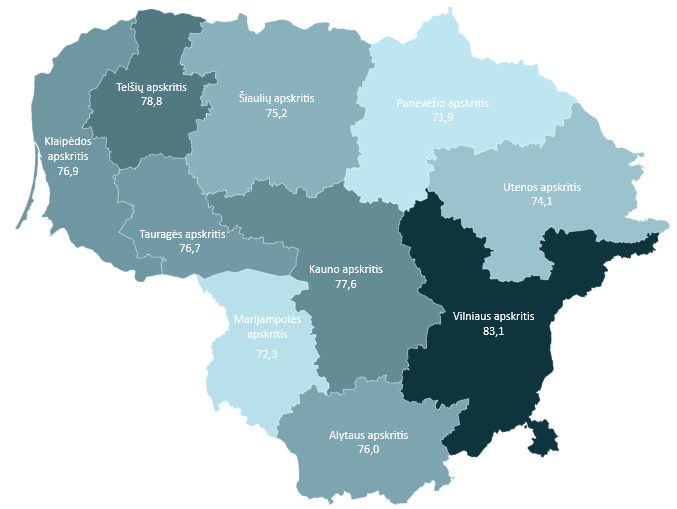 Telšių apskritis
78,8
Šiaulių apskritis
75,2
Panevėžio apskritis
71,9
Klaipėdos
apskritis
76,9
Utenos apskritis
74,1
Tauragės apskritis
76,7
Kauno apskritis
77,6
Marijampolės
apskritis
72,3
Vilniaus apskritis
83,1
Alytaus apskritis
76,0